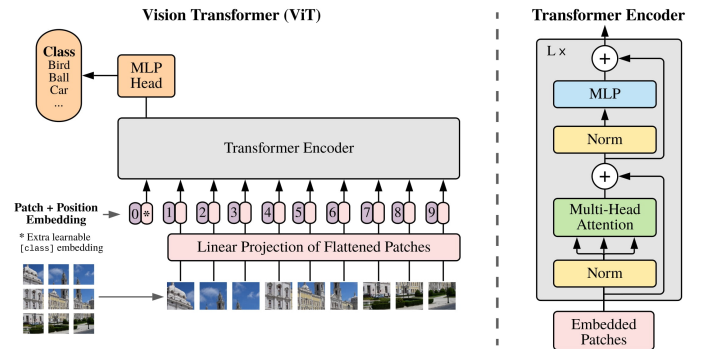 Vision Transformer (ViT)
Class
Bird
Ball
Car
...
MLP
Head
Transformer Encoder
Patch + Position
Embedding
0 * 1 2 3 4 5 6 7 8 9
* Extra learnable
[class] embedding
Linear Projection of Flattened Patches
Transformer Encoder
L x
+
MLP
Norm
+
Multi-Head
Attention
Norm
Embedded
Patches